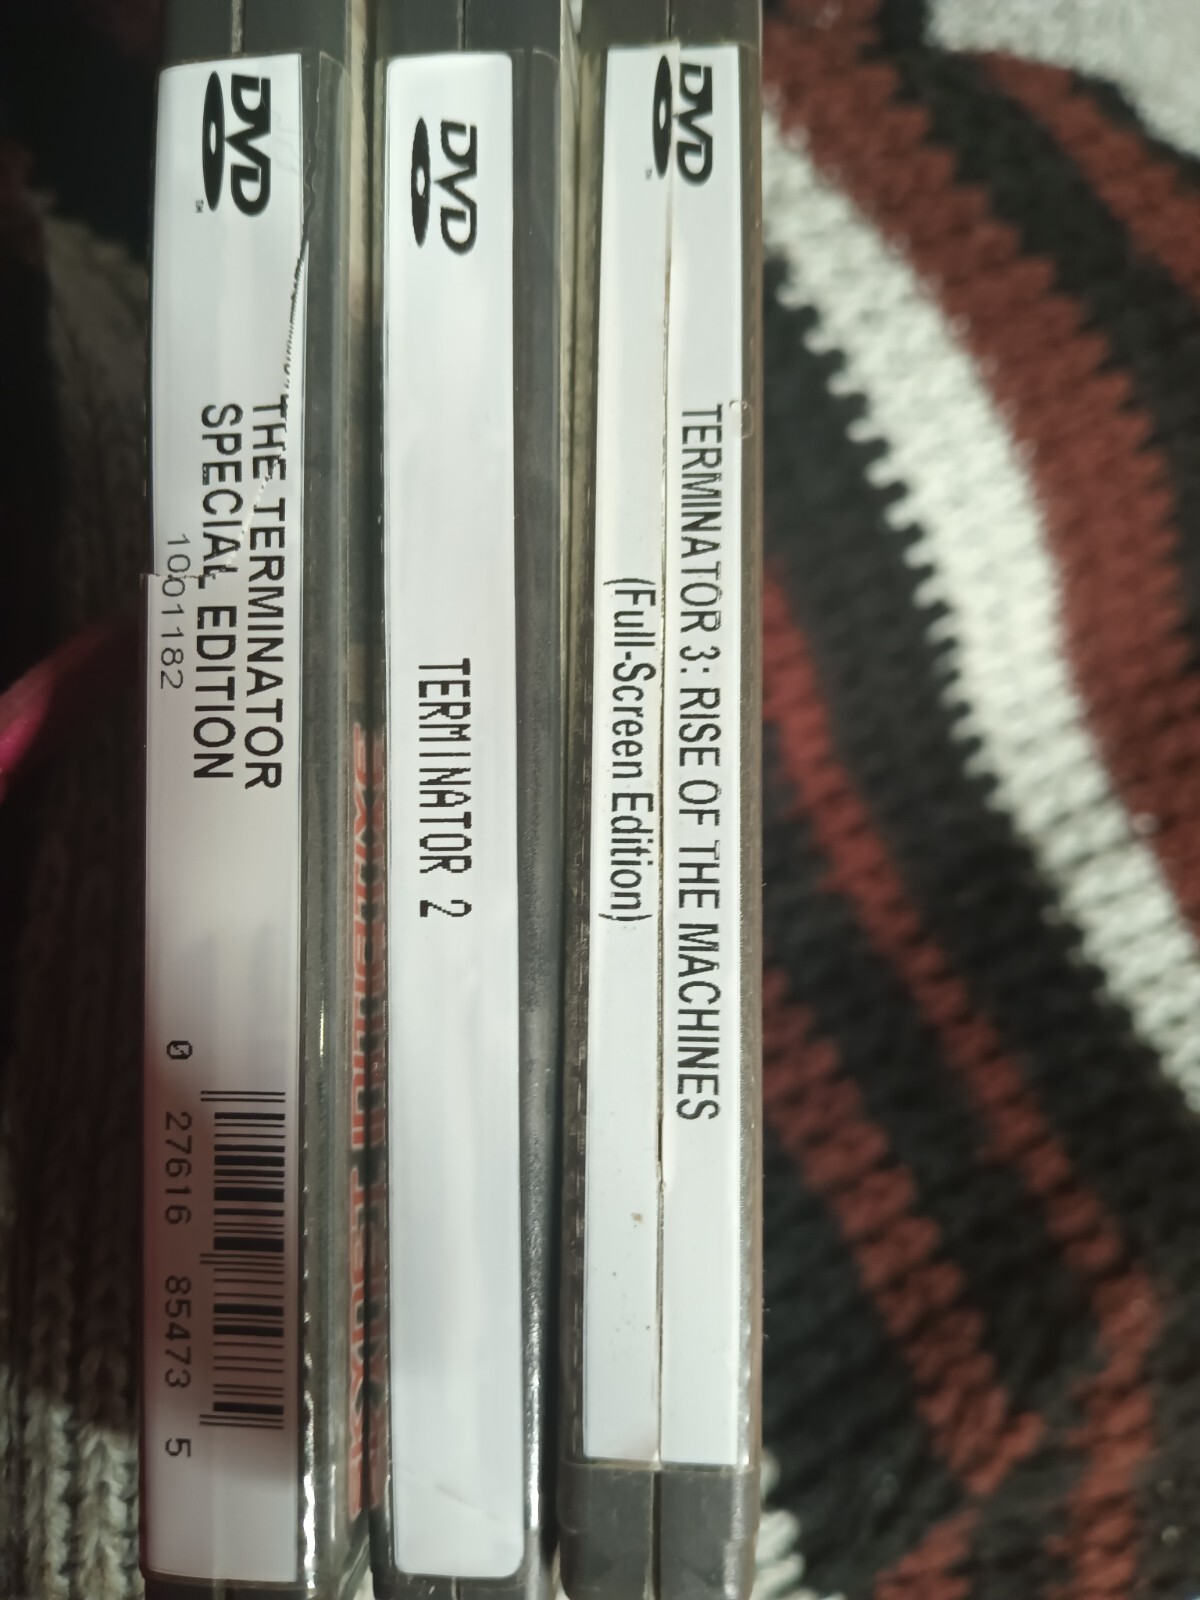 DVD
THE TERMINATOR
SPECIAL EDITION
1001182
0 27616 85473 5
DVD
TERMINATOR 2
DVD
TERMINATOR 3: RISE OF THE MACHINES
(Full-Screen Edition)